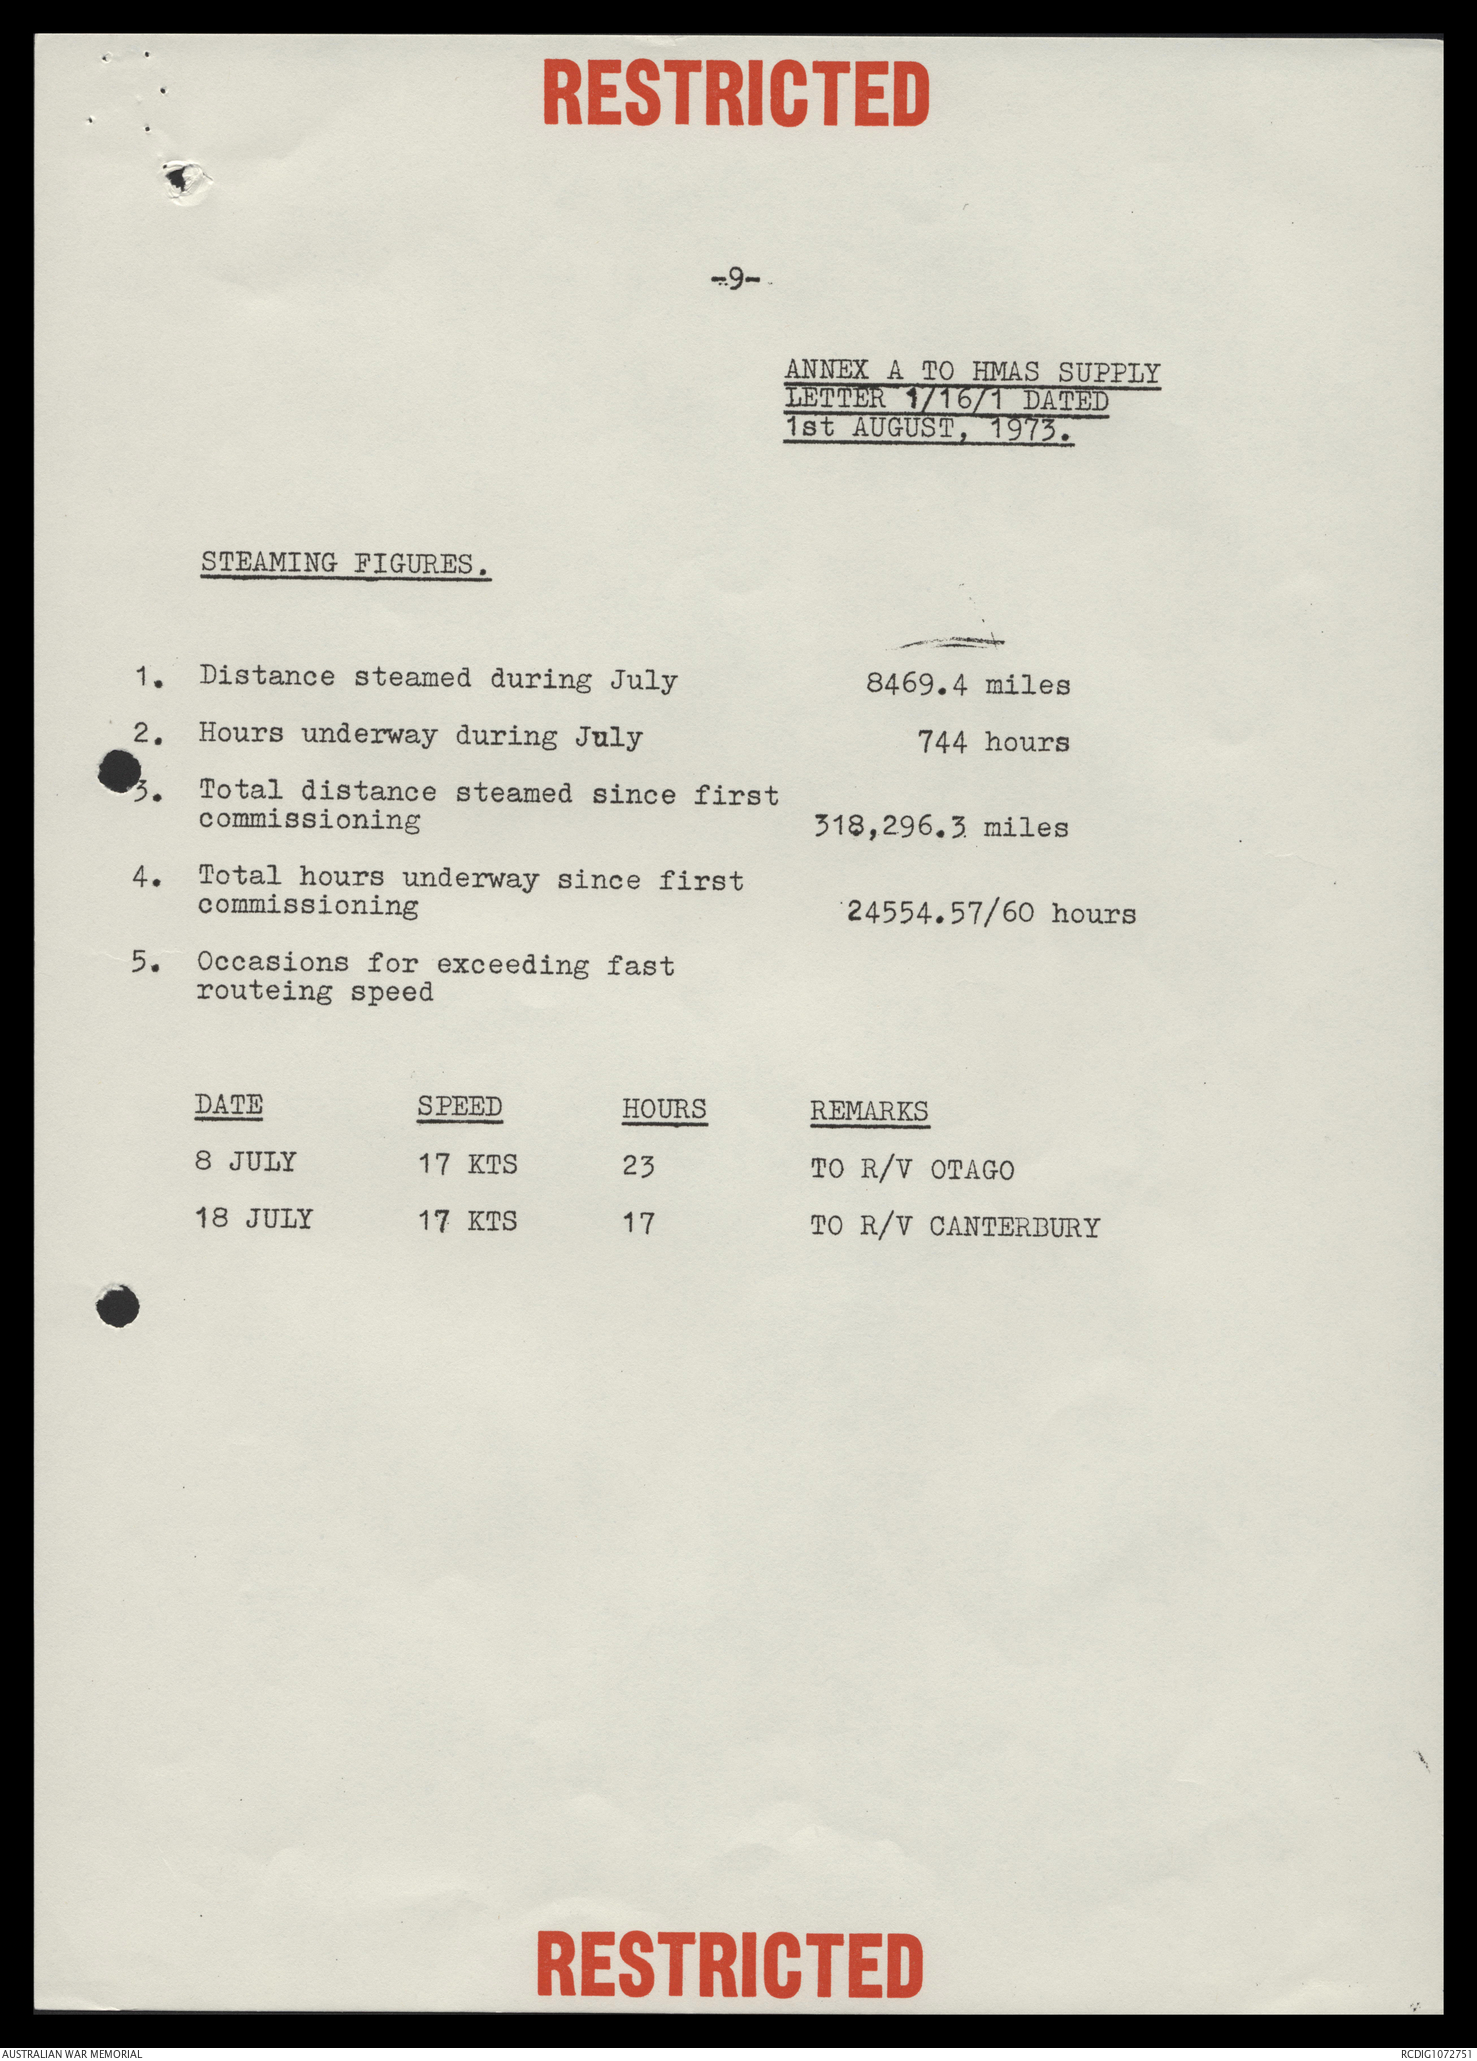 RESTRICTED
-9-
ANNEX A TO HMAS SUPPLY
LETTER 1/16/1 DATED
1st AUGUST, 1973.
STEAMING FIGURES.
1. Distance steamed during July 8469.4 miles
2. Hours underway during July 744 hours
3. Total distance steamed since first
commissioning 318,296.3 miles
4. Total hours underway since first
commissioning 24554.57/60 hours
5. Occasions for exceeding fast
routeing speed
DATE SPEED HOURS REMARKS
8 JULY 17 KTS 23 TO R/V OTAGO
18 JULY 17 KTS 17 TO R/V CANTERBURY
RESTRICTED
AUSTRALIAN WAR MEMORIAL RCDIG1072751